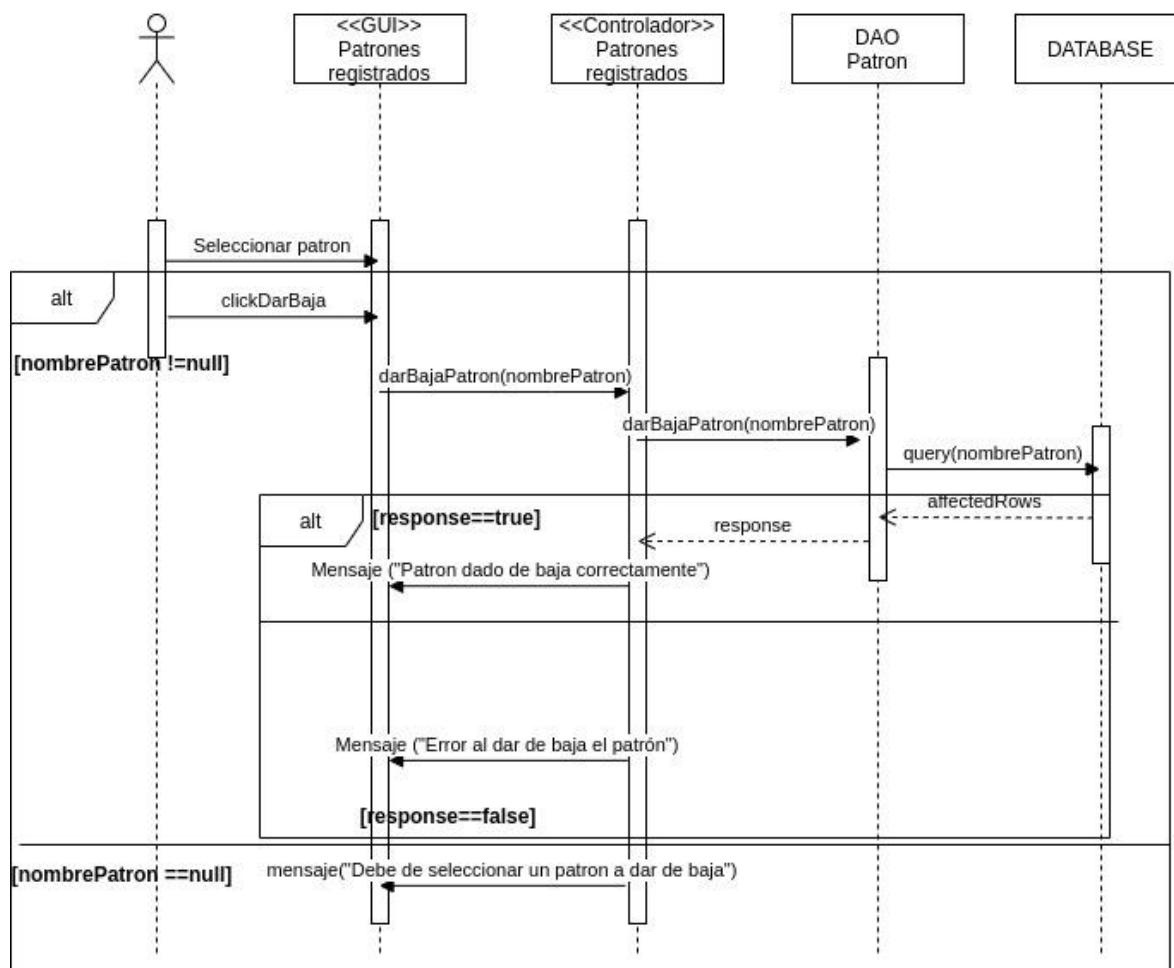 <<GUI>>
Patrones
registrados
<<Controlador>>
Patrones
registrados
DAO
Patron
DATABASE
Seleccionar patron
alt
clickDarBaja
[nombrePatron !=null]
darBajaPatron(nombrePatron)
darBajaPatron(nombrePatron)
query(nombrePatron)
affectedRows
alt
[response==true]
response
Mensaje ("Patron dado de baja correctamente")
Mensaje ("Error al dar de baja el patrón")
[response==false]
[nombrePatron ==null]
mensaje("Debe de seleccionar un patron a dar de baja")